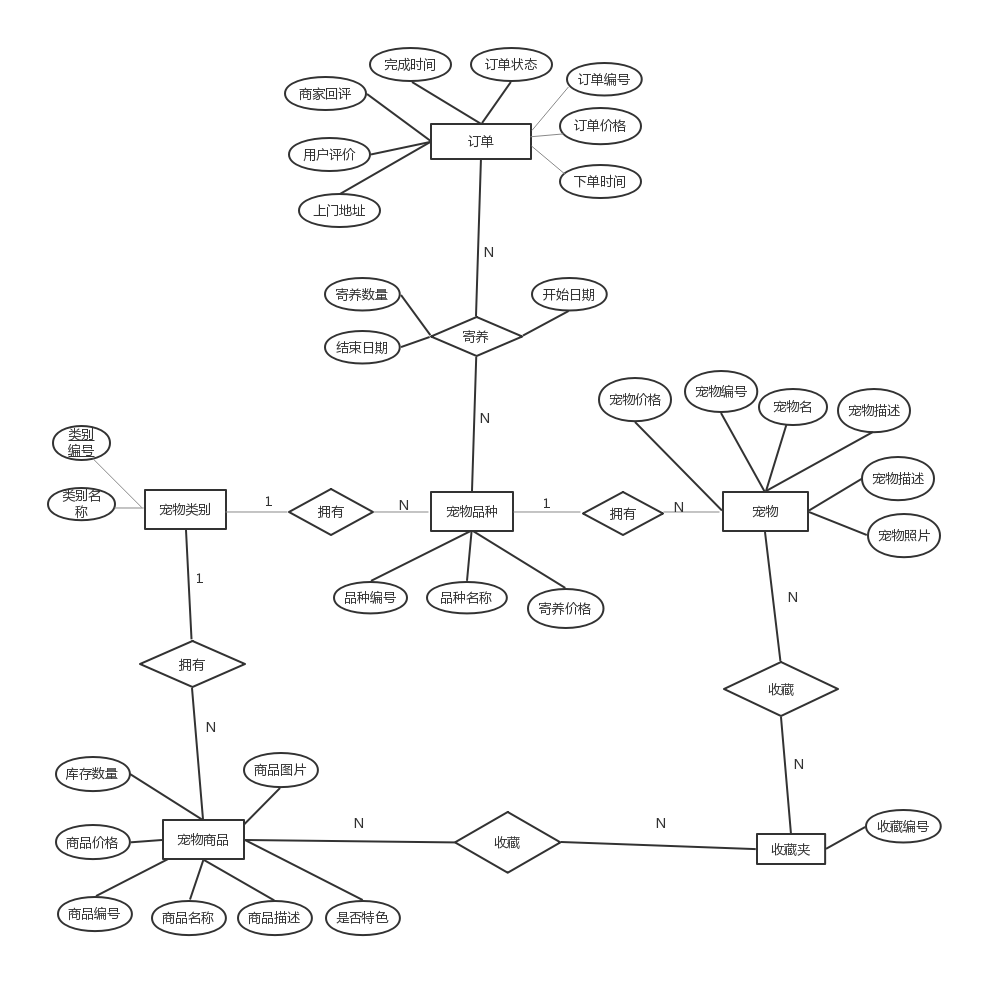 完成时间
订单状态
订单编号
商家回评
订单价格
订单
用户评价
下单时间
上门地址
N
寄养数量
开始日期
寄养
结束日期
N
宠物价格
宠物编号
宠物名
宠物描述
类别
编号
宠物描述
类别名
称
宠物类别
1
拥有
N
宠物品种
1
拥有
N
宠物
宠物照片
1
品种编号
品种名称
寄养价格
N
拥有
收藏
N
N
库存数量
商品图片
商品价格
宠物商品
N
收藏
N
收藏夹
收藏编号
商品编号
商品名称
商品描述
是否特色